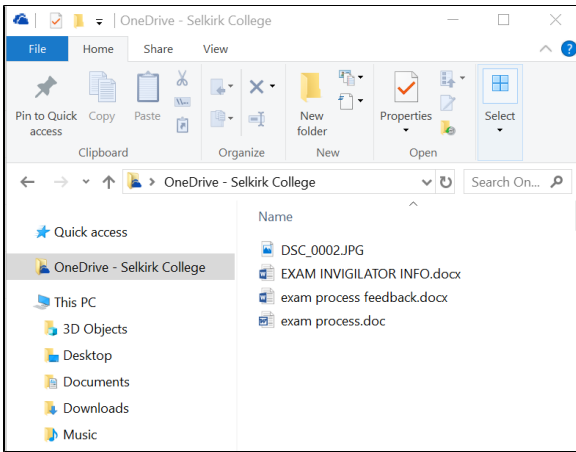 OneDrive - Selkirk College
File Home Share View
Pin to Quick access
Copy
Paste
New folder
Properties
Select
Clipboard Organize New Open
OneDrive - Selkirk College
Search On...
Name
Quick access
OneDrive - Selkirk College
This PC
3D Objects
Desktop
Documents
Downloads
Music
DSC_0002.JPG
EXAM INVIGILATOR INFO.docx
exam process feedback.docx
exam process.doc